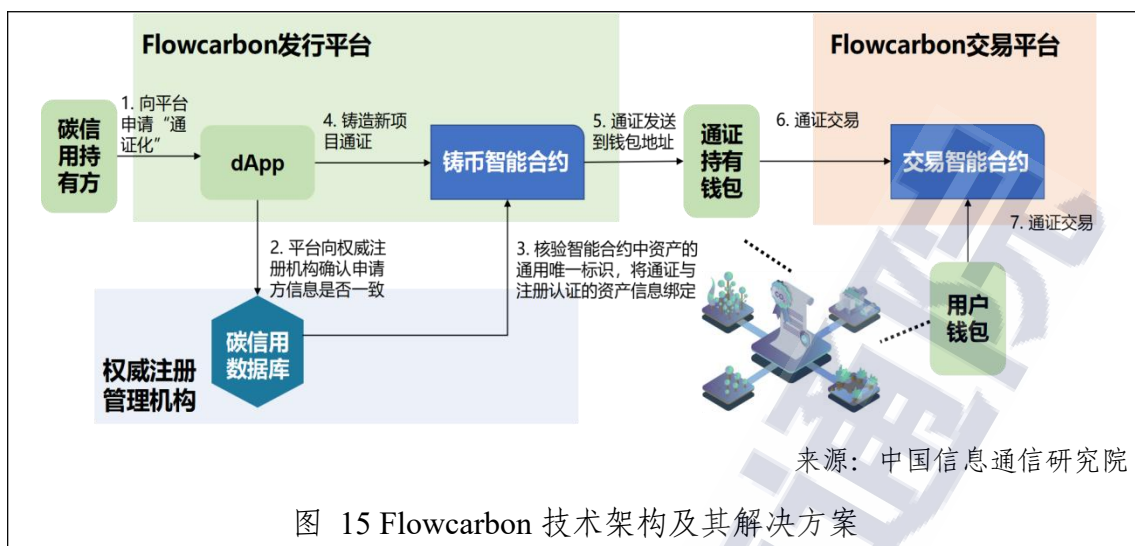 Flowcarbon发行平台
Flowcarbon交易平台
碳信
用持
有方
1. 向平台
申请“通
证化”
dApp
4. 铸造新项
目通证
铸币智能合约
5. 通证发送
到钱包地址
通证
持有
钱包
6. 通证交易
交易智能合约
7. 通证交易
2. 平台向权威注
册机构确认申请
方信息是否一致
3. 核验智能合约中资产的
通用唯一标识，将通证与
注册认证的资产信息绑定
用户
钱包
碳信用
数据库
权威注册
管理机构
CO₂
来源：中国信息通信研究院
图 15 Flowcarbon 技术架构及其解决方案